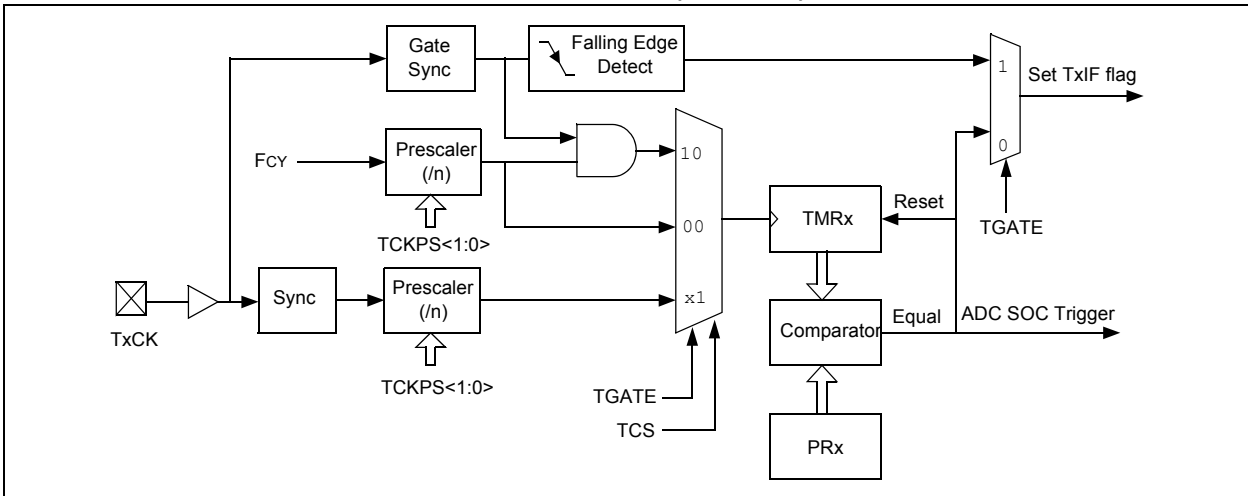 Gate
Sync
Falling Edge
Detect
1
Set TxIF flag
0
TGATE
FCY
Prescaler
(/n)
TCKPS<1:0>
10
00
x1
TMRx
Reset
TxCK
Sync
Prescaler
(/n)
TCKPS<1:0>
Comparator
Equal
ADC SOC Trigger
TGATE
TCS
PRx